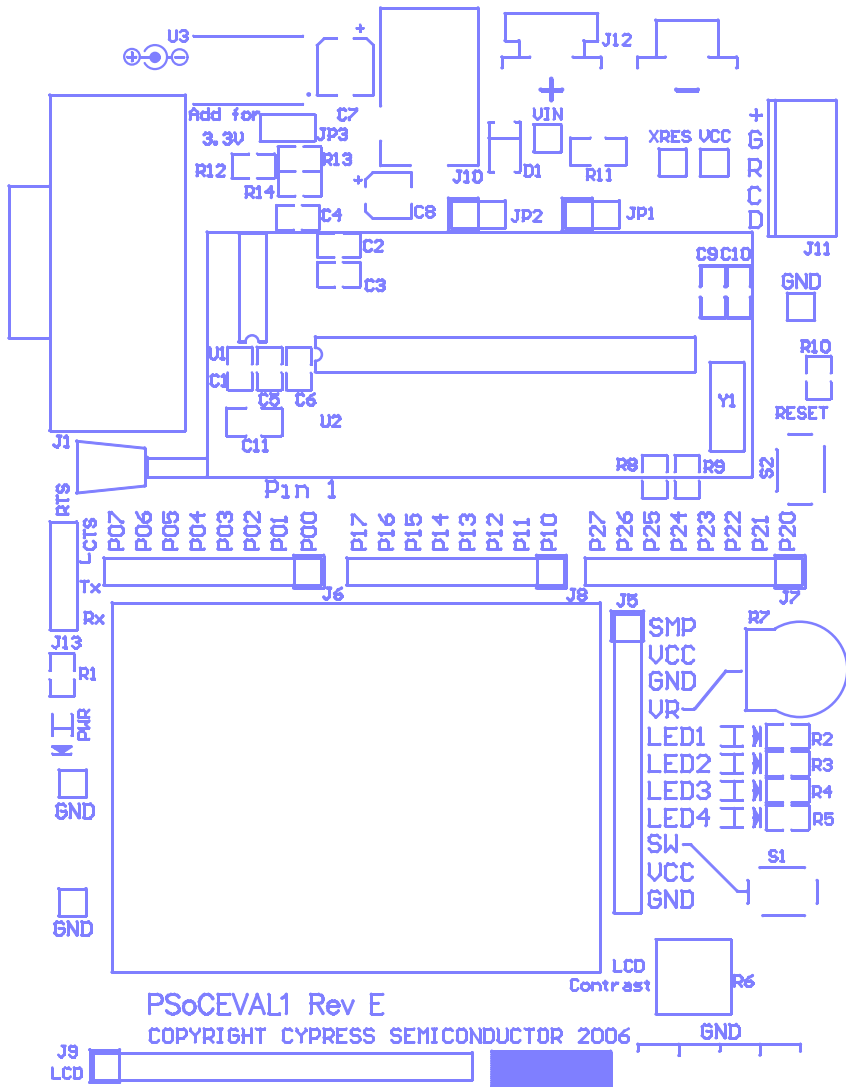 U3
J12
+
-
+
Add for
3.3V
C7
VIN
XRES
VCC
+
G
R
C
D
JP3
R13
R12
R14
+
J10
D1
R11
C4
C8
JP2
JP1
J11
C2
C3
C9
C10
GND
U1
C1
C5
C6
R10
U2
Y1
C11
RESET
J1
R8
R9
S2
Pin 1
RTS
CTS
P07
P06
P05
P04
P03
P02
P01
P00
P17
P16
P15
P14
P13
P12
P11
P10
P27
P26
P25
P24
P23
P22
P21
P20
Tx
Rx
J6
J8
J5
J7
J13
SMP
R7
VCC
R1
GND
VR
PWR
LED1
R2
LED2
R3
LED3
R4
GND
LED4
R5
SW
S1
VCC
GND
GND
LCD
Contrast
R6
PSoCEVAL1 Rev E
COPYRIGHT CYPRESS SEMICONDUCTOR 2006
GND
J9
LCD